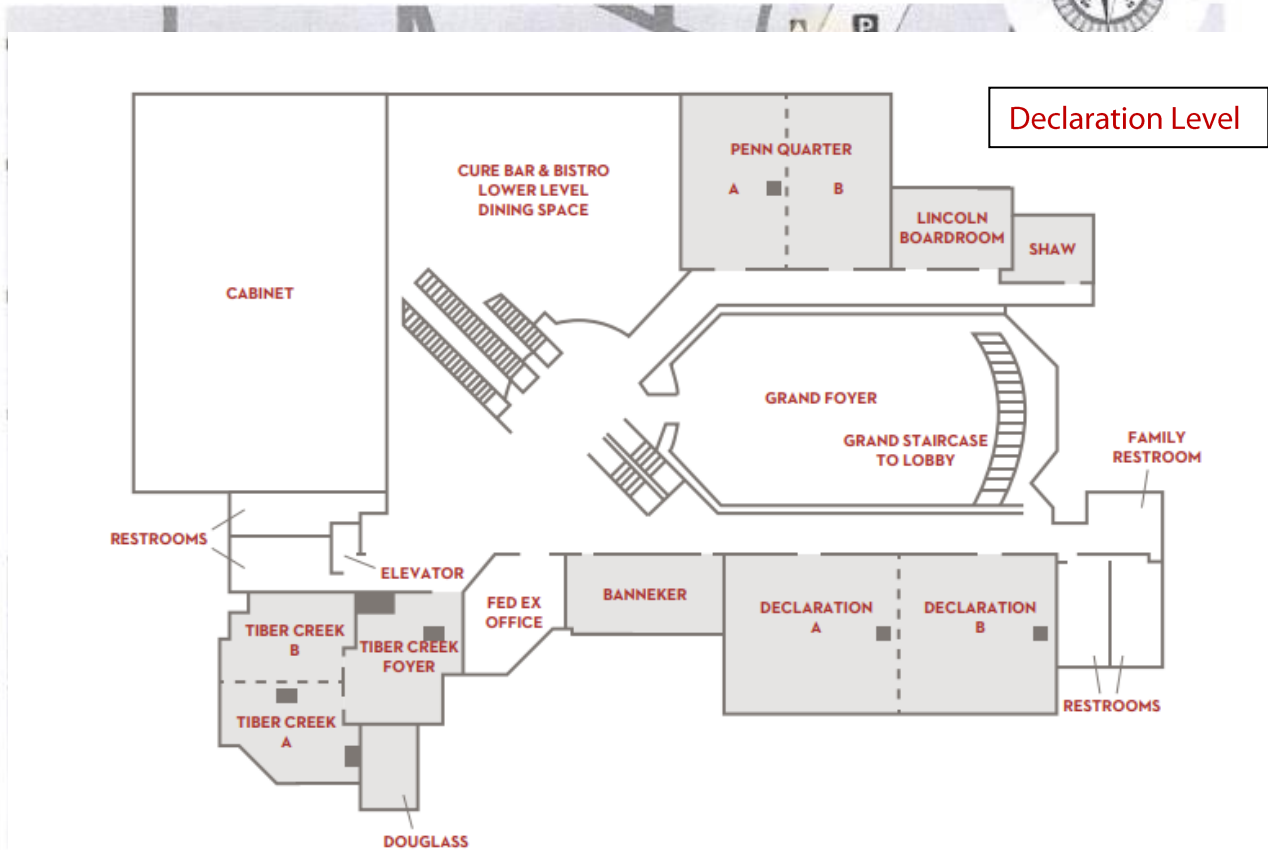 P
Declaration Level
PENN QUARTER
A
B
CURE BAR & BISTRO
LOWER LEVEL
DINING SPACE
LINCOLN
BOARDROOM
SHAW
CABINET
GRAND FOYER
GRAND STAIRCASE
TO LOBBY
FAMILY
RESTROOM
RESTROOMS
ELEVATOR
FED EX
OFFICE
BANNEKER
DECLARATION
A
DECLARATION
B
TIBER CREEK
B
TIBER CREEK
FOYER
TIBER CREEK
A
RESTROOMS
DOUGLASS